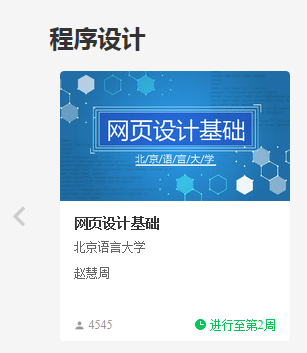 程序设计
网页设计基础
北/京/语/言/大/学
网页设计基础
北京语言大学
赵慧周
4545
进行至第2周